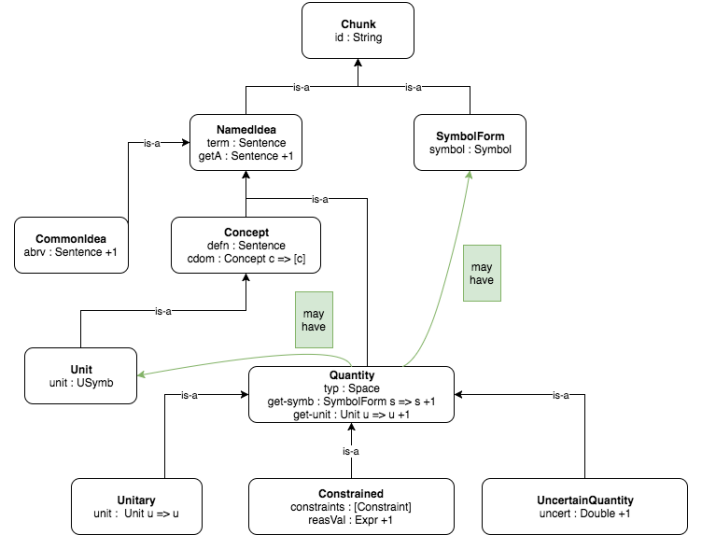 Chunk
id : String
is-a
is-a
NamedIdea
term : Sentence
getA : Sentence +1
SymbolForm
symbol : Symbol
is-a
is-a
CommonIdea
abrv : Sentence +1
Concept
defn : Sentence
cdom : Concept c => [c]
may
have
is-a
may
have
Unit
unit : USymb
Quantity
typ : Space
get-symb : SymbolForm s => s +1
get-unit : Unit u => u +1
is-a
is-a
is-a
Unitary
unit :  Unit u => u
Constrained
constraints : [Constraint]
reasVal : Expr +1
UncertainQuantity
uncert : Double +1